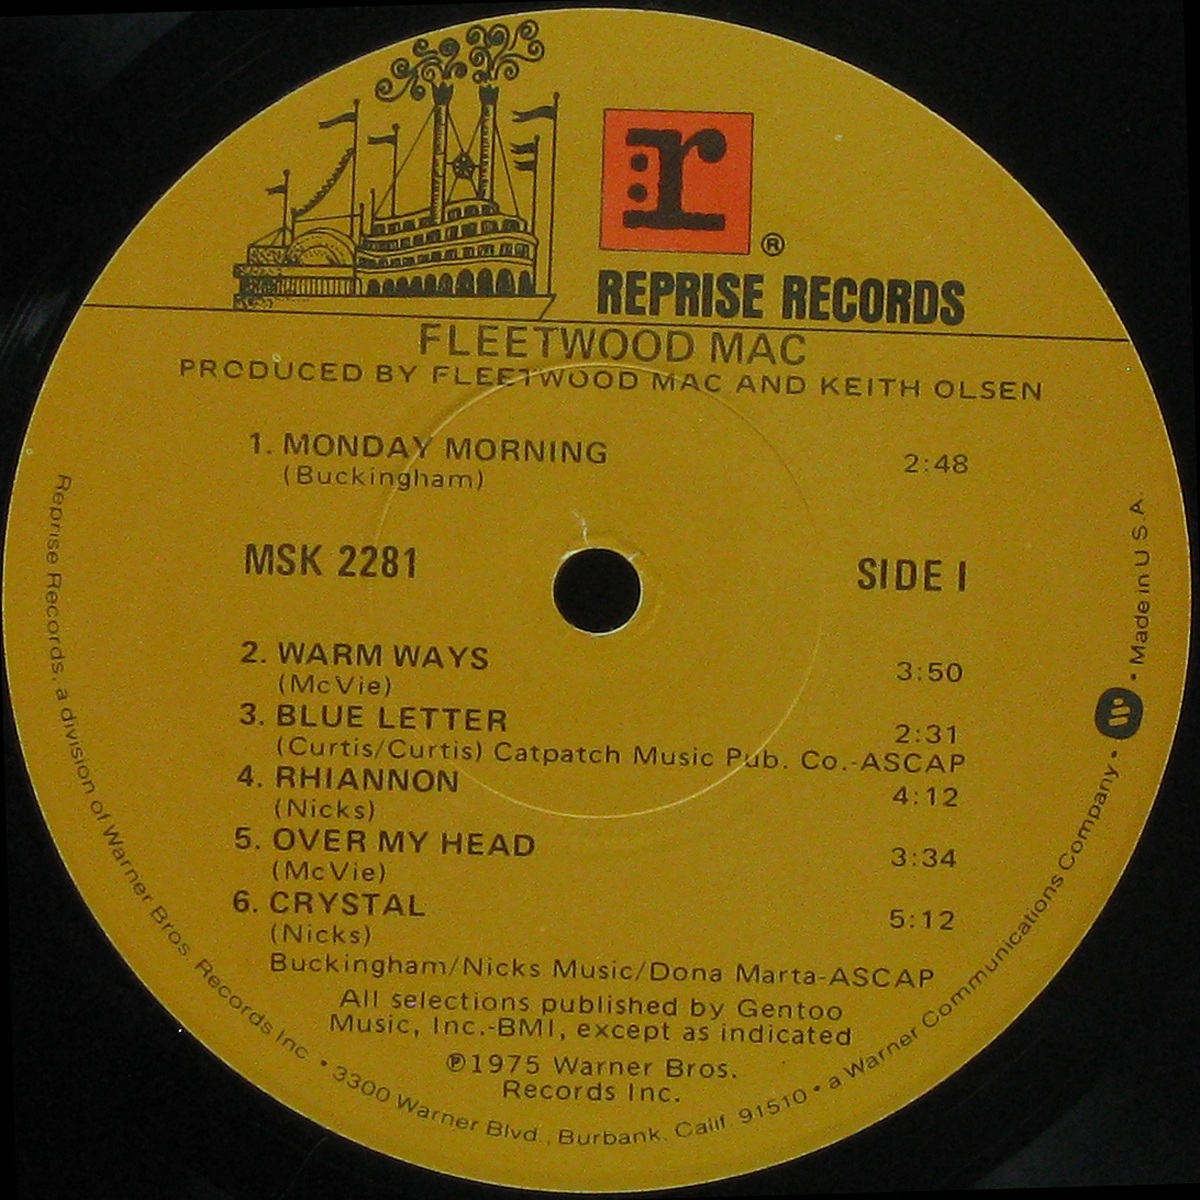 :r
®
REPRISE RECORDS
FLEETWOOD MAC
PRODUCED BY FLEETWOOD MAC AND KEITH OLSEN
1. MONDAY MORNING 2:48
(Buckingham)
MSK 2281 SIDE 1
2. WARM WAYS 3:50
(McVie)
3. BLUE LETTER 2:31
(Curtis/Curtis) Catpatch Music Pub. Co.-ASCAP
4. RHIANNON 4:12
(Nicks)
5. OVER MY HEAD 3:34
(McVie)
6. CRYSTAL 5:12
(Nicks)
Buckingham/Nicks Music/Dona Marta-ASCAP
All selections published by Gentoo
Music, Inc.-BMI, except as indicated
℗1975 Warner Bros.
Records Inc.
Reprise Records, a division of Warner Bros. Records Inc. • 3300 Warner Blvd., Burbank, Calif. 91510 • a Warner Communications Company • W • Made in U.S.A.